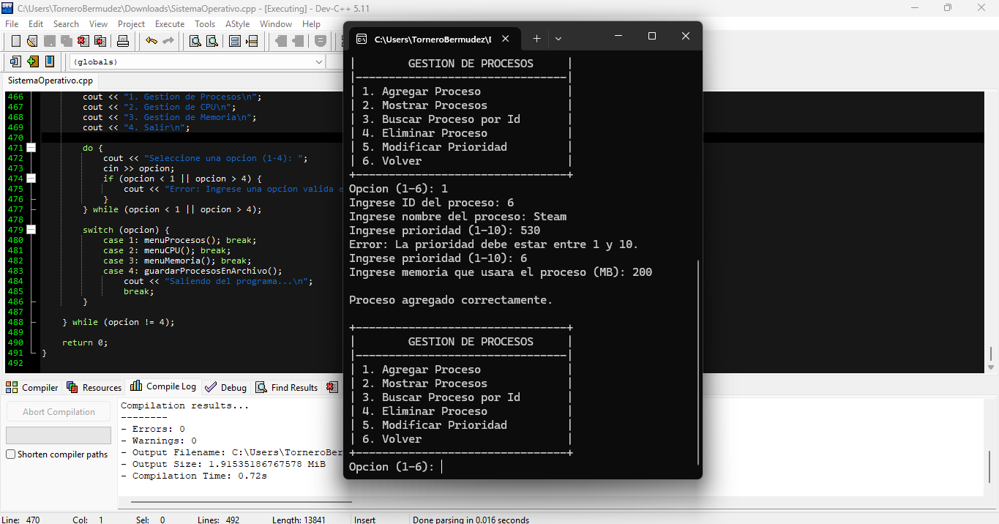 C:\Users\TorneroBermudez\Downloads\SistemaOperativo.cpp - [Executing] - Dev-C++ 5.11
File Edit Search View Project Execute Tools AStyle Window Help
(globals)
SistemaOperativo.cpp
466 cout << "1. Gestion de Procesos\n";
467 cout << "2. Gestion de CPU\n";
468 cout << "3. Gestion de Memoria\n";
469 cout << "4. Salir\n";
470
471 do {
472 cout << "Seleccione una opcion (1-4): ";
473 cin >> opcion;
474 if (opcion < 1 || opcion > 4) {
475 cout << "Error: Ingrese una opcion valida e
476 }
477 } while (opcion < 1 || opcion > 4);
478
479 switch (opcion) {
480 case 1: menuProcesos(); break;
481 case 2: menuCPU(); break;
482 case 3: menuMemoria(); break;
483 case 4: guardarProcesosEnArchivo();
484 cout << "Saliendo del programa...\n";
485 break;
486 }
487
488 } while (opcion != 4);
489
490 return 0;
491 }
492
C:\Users\TorneroBermudez\
| GESTION DE PROCESOS |
|--------------------------------|
| 1. Agregar Proceso |
| 2. Mostrar Procesos |
| 3. Buscar Proceso por Id |
| 4. Eliminar Proceso |
| 5. Modificar Prioridad |
| 6. Volver |
+--------------------------------+
Opcion (1-6): 1
Ingrese ID del proceso: 6
Ingrese nombre del proceso: Steam
Ingrese prioridad (1-10): 530
Error: La prioridad debe estar entre 1 y 10.
Ingrese prioridad (1-10): 6
Ingrese memoria que usara el proceso (MB): 200
Proceso agregado correctamente.
+--------------------------------+
| GESTION DE PROCESOS |
|--------------------------------|
| 1. Agregar Proceso |
| 2. Mostrar Procesos |
| 3. Buscar Proceso por Id |
| 4. Eliminar Proceso |
| 5. Modificar Prioridad |
| 6. Volver |
+--------------------------------+
Opcion (1-6):
Compiler Resources Compile Log Debug Find Results
Abort Compilation
Shorten compiler paths
Compilation results...
--------
- Errors: 0
- Warnings: 0
- Output Filename: C:\Users\TorneroBer
- Output Size: 1.91535186767578 MiB
- Compilation Time: 0.72s
Line: 470 Col: 1 Sel: 0 Lines: 492 Length: 13841 Insert Done parsing in 0.016 seconds